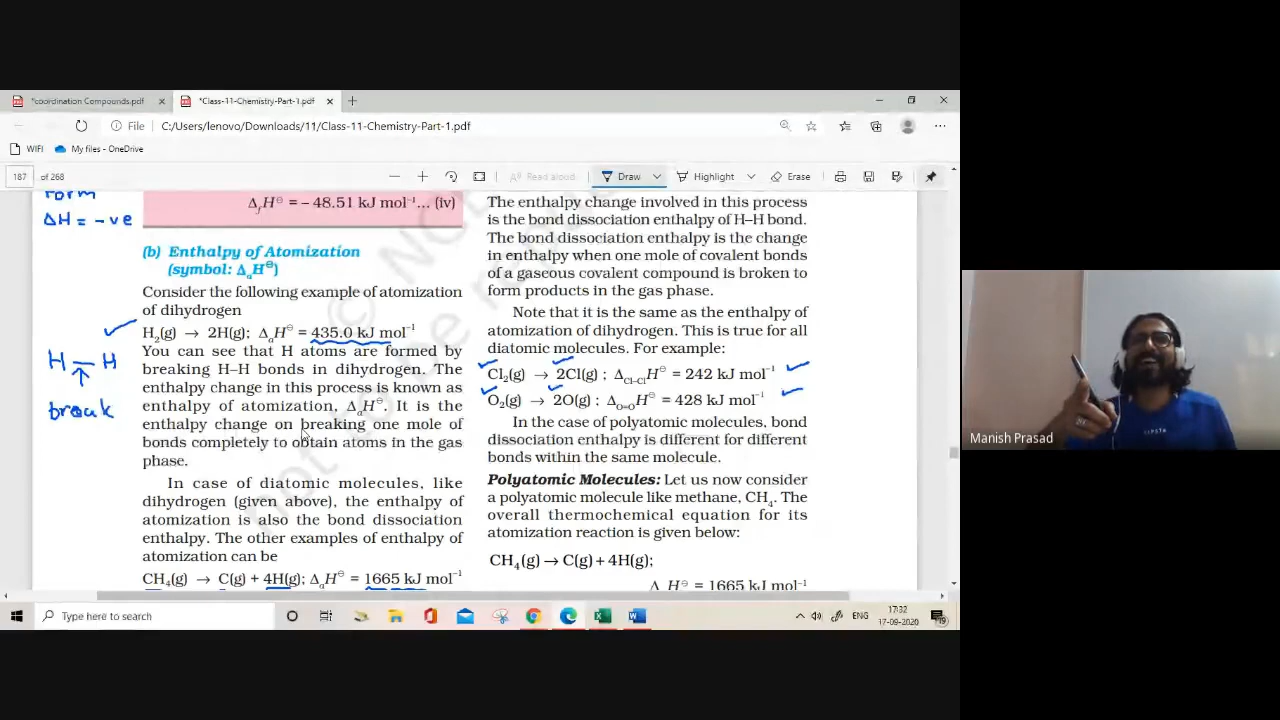 *coordination Compounds.pdf
*Class-11-Chemistry-Part-1.pdf
File
C:/Users/lenovo/Downloads/11/Class-11-Chemistry-Part-1.pdf
WIFI
My files - OneDrive
187
of 268
Read aloud
Draw
Highlight
Erase
form
ΔH = -ve
ΔfH⊖ = – 48.51 kJ mol⁻¹... (iv)
(b) Enthalpy of Atomization
(symbol: ΔaH⊖)
Consider the following example of atomization
of dihydrogen
H₂(g) → 2H(g); ΔaH⊖ = 435.0 kJ mol⁻¹
H – H
break
You can see that H atoms are formed by
breaking H–H bonds in dihydrogen. The
enthalpy change in this process is known as
enthalpy of atomization, ΔaH⊖. It is the
enthalpy change on breaking one mole of
bonds completely to obtain atoms in the gas
phase.
In case of diatomic molecules, like
dihydrogen (given above), the enthalpy of
atomization is also the bond dissociation
enthalpy. The other examples of enthalpy of
atomization can be
CH₄(g) → C(g) + 4H(g); ΔaH⊖ = 1665 kJ mol⁻¹
The enthalpy change involved in this process
is the bond dissociation enthalpy of H–H bond.
The bond dissociation enthalpy is the change
in enthalpy when one mole of covalent bonds
of a gaseous covalent compound is broken to
form products in the gas phase.
Note that it is the same as the enthalpy of
atomization of dihydrogen. This is true for all
diatomic molecules. For example:
Cl₂(g) → 2Cl(g) ; ΔCl–ClH⊖ = 242 kJ mol⁻¹
O₂(g) → 2O(g) ; ΔO=OH⊖ = 428 kJ mol⁻¹
In the case of polyatomic molecules, bond
dissociation enthalpy is different for different
bonds within the same molecule.
Polyatomic Molecules: Let us now consider
a polyatomic molecule like methane, CH₄. The
overall thermochemical equation for its
atomization reaction is given below:
CH₄(g) → C(g) + 4H(g);
H⊖ = 1665 kJ mol⁻¹
Manish Prasad
Type here to search
ENG
17:32
17-09-2020